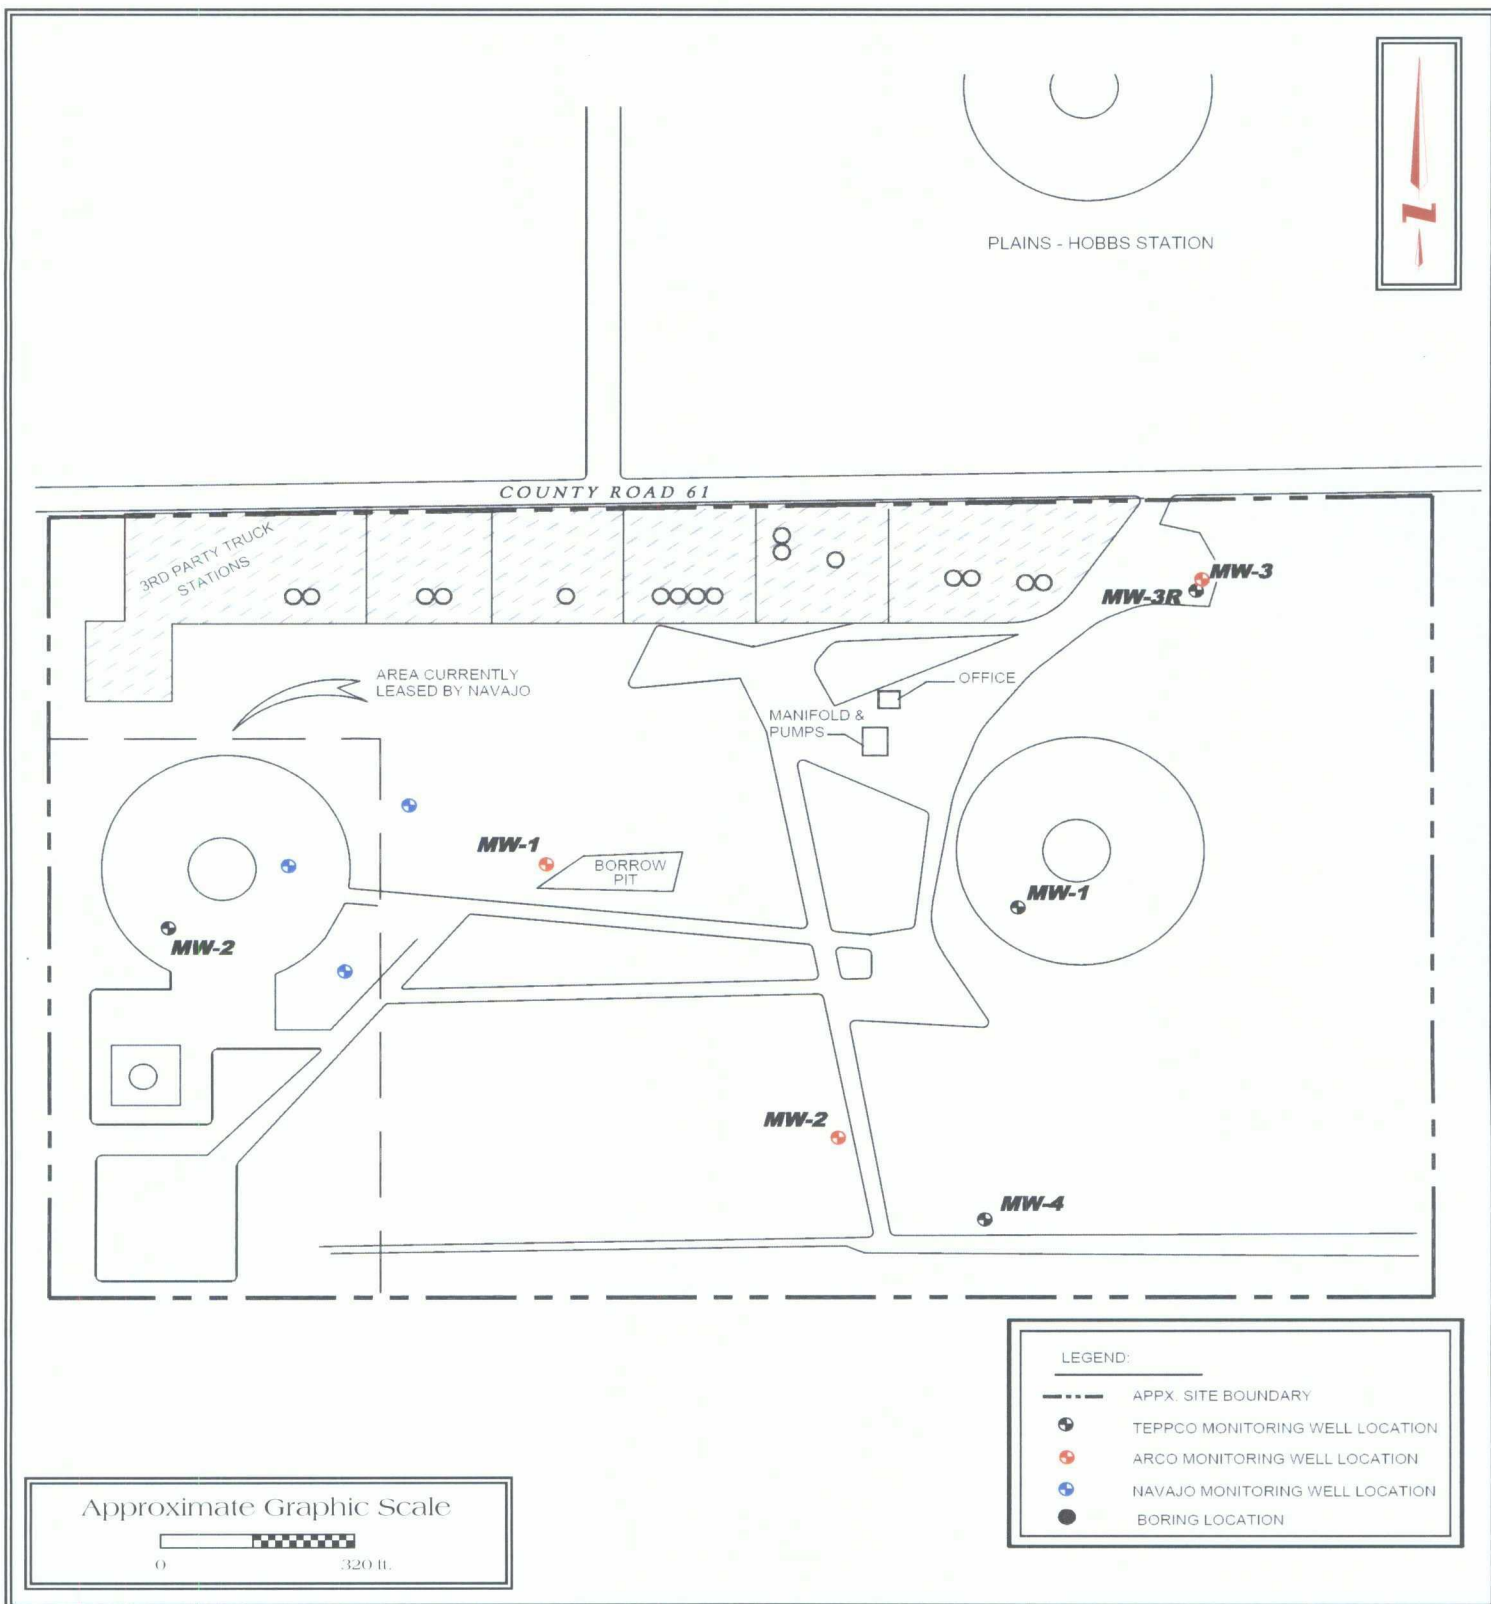 PLAINS - HOBBS STATION
COUNTY ROAD 61
3RD PARTY TRUCK
STATIONS
MW-3
MW-3R
AREA CURRENTLY
LEASED BY NAVAJO
OFFICE
MANIFOLD &
PUMPS
MW-1
BORROW
PIT
MW-1
MW-2
MW-2
MW-4
LEGEND:
APPX. SITE BOUNDARY
TEPPCO MONITORING WELL LOCATION
ARCO MONITORING WELL LOCATION
NAVAJO MONITORING WELL LOCATION
BORING LOCATION
Approximate Graphic Scale
0 320 ft.